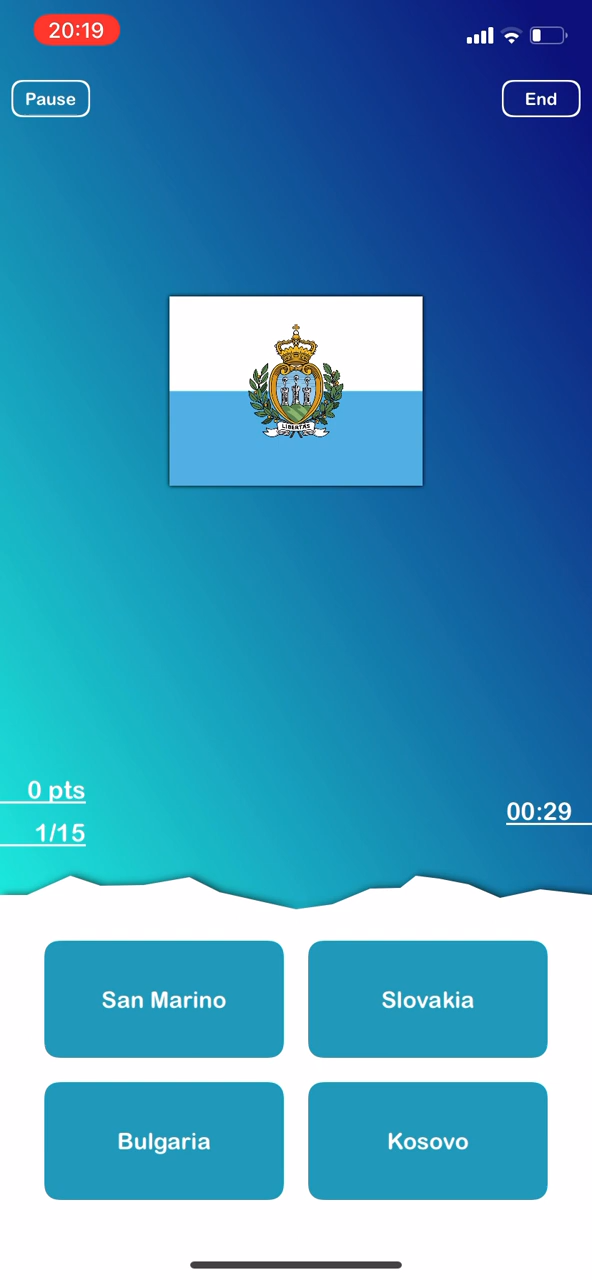 20:19
Pause
End
LIBERTAS
0 pts
1/15
00:29
San Marino
Slovakia
Bulgaria
Kosovo